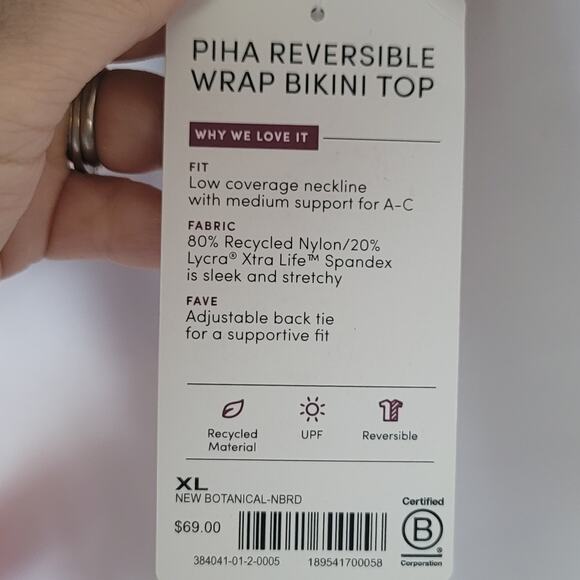 PIHA REVERSIBLE
WRAP BIKINI TOP
WHY WE LOVE IT
FIT
Low coverage neckline
with medium support for A-C
FABRIC
80% Recycled Nylon/20%
Lycra® Xtra Life™ Spandex
is sleek and stretchy
FAVE
Adjustable back tie
for a supportive fit
Recycled
Material
UPF
Reversible
XL
NEW BOTANICAL-NBRD
$69.00
384041-01-2-0005
189541700058
Certified
B
®
Corporation